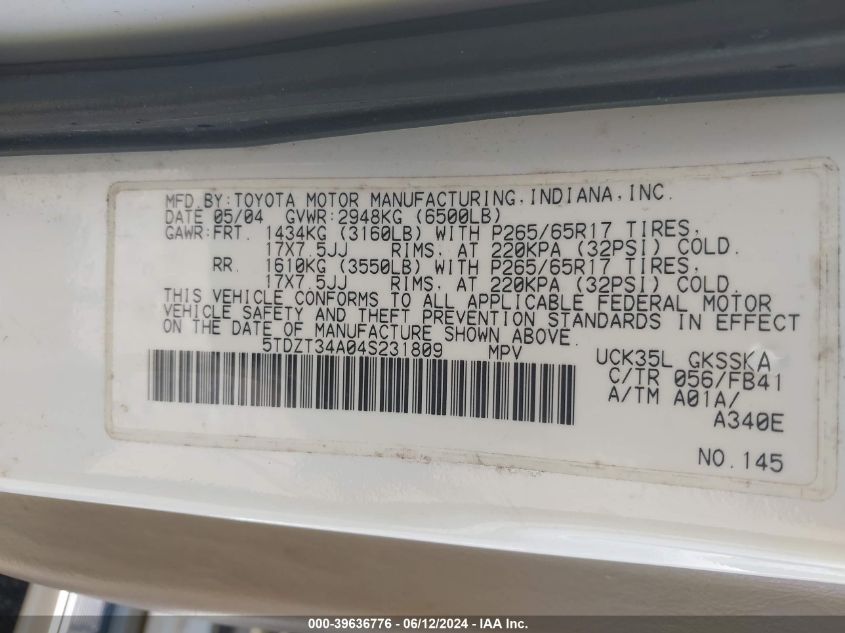 MFD.BY:TOYOTA MOTOR MANUFACTURING,INDIANA,INC.
DATE 05/04 GVWR:2948KG (6500LB)
GAWR:FRT. 1434KG (3160LB) WITH P265/65R17 TIRES,
17X7.5JJ RIMS, AT 220KPA (32PSI) COLD.
RR. 1610KG (3550LB) WITH P265/65R17 TIRES,
17X7.5JJ RIMS, AT 220KPA (32PSI) COLD.
THIS VEHICLE CONFORMS TO ALL APPLICABLE FEDERAL MOTOR
VEHICLE SAFETY AND THEFT PREVENTION STANDARDS IN EFFECT
ON THE DATE OF MANUFACTURE SHOWN ABOVE.
5TDZT34A04S231809 MPV
UCK35L GKSSKA
C/TR 056/FB41
A/TM A01A/
A340E
NO.145
000-39636776 - 06/12/2024 - IAA Inc.